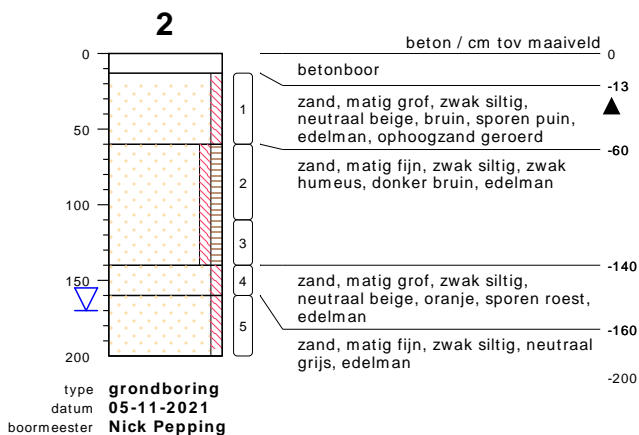 2
beton / cm tov maaiveld
0
0
betonboor
-13
zand, matig grof, zwak siltig,
neutraal beige, bruin, sporen puin,
edelman, ophoogzand geroerd
1
50
-60
zand, matig fijn, zwak siltig, zwak
humeus, donker bruin, edelman
2
100
3
-140
150
4
zand, matig grof, zwak siltig,
neutraal beige, oranje, sporen roest,
edelman
-160
5
zand, matig fijn, zwak siltig, neutraal
grijs, edelman
200
-200
type grondboring
datum 05-11-2021
boormeester Nick Pepping